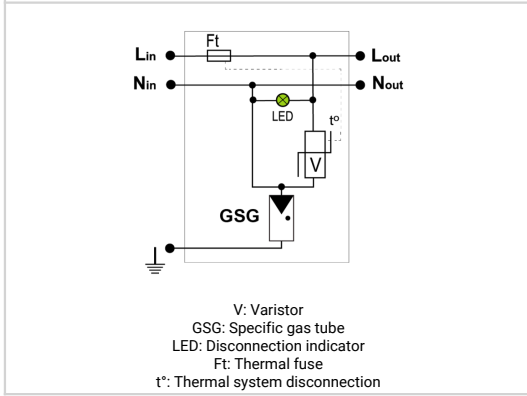 Ft
Lin
Lout
Nin
Nout
LED
t°
V
GSG
V: Varistor
GSG: Specific gas tube
LED: Disconnection indicator
Ft: Thermal fuse
t°: Thermal system disconnection